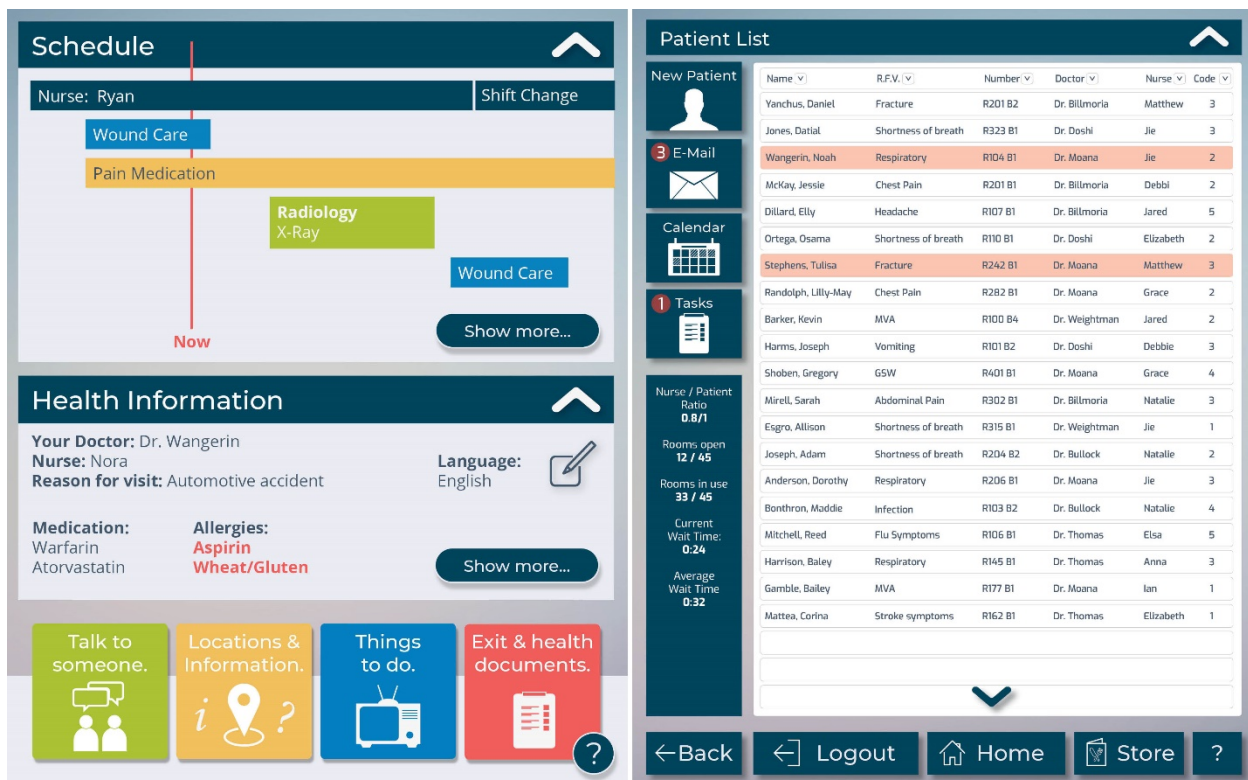 Schedule
Nurse: Ryan
Shift Change
Wound Care
Pain Medication
Radiology
X-Ray
Wound Care
Show more...
Now
Health Information
Your Doctor: Dr. Wangerin
Nurse: Nora
Reason for visit: Automotive accident
Language:
English
Medication:
Warfarin
Atorvastatin
Allergies:
Aspirin
Wheat/Gluten
Show more...
Talk to
someone.
Locations &
Information.
i ?
Things
to do.
Exit & health
documents.
?
Patient List
New Patient
3 E-Mail
Calendar
1 Tasks
Nurse / Patient
Ratio
0.8/1
Rooms open
12 / 45
Rooms in use
33 / 45
Current
Wait Time:
0:24
Average
Wait Time
0:32
Name R.F.V. Number Doctor Nurse Code
Yanchus, Daniel Fracture R201 B2 Dr. Billmoria Matthew 3
Jones, Datial Shortness of breath R323 B1 Dr. Doshi Jie 3
Wangerin, Noah Respiratory R104 B1 Dr. Moana Jie 2
McKay, Jessie Chest Pain R201 B1 Dr. Billmoria Debbi 2
Dillard, Elly Headache R107 B1 Dr. Billmoria Jared 5
Ortega, Osama Shortness of breath R110 B1 Dr. Doshi Elizabeth 2
Stephens, Tulisa Fracture R242 B1 Dr. Moana Matthew 3
Randolph, Lilly-May Chest Pain R282 B1 Dr. Moana Grace 2
Barker, Kevin MVA R100 B4 Dr. Weightman Jared 2
Harms, Joseph Vomiting R101 B2 Dr. Doshi Debbie 3
Shoben, Gregory GSW R401 B1 Dr. Moana Grace 4
Mirell, Sarah Abdominal Pain R302 B1 Dr. Billmoria Natalie 3
Esgro, Allison Shortness of breath R315 B1 Dr. Weightman Jie 1
Joseph, Adam Shortness of breath R204 B2 Dr. Bullock Natalie 2
Anderson, Dorothy Respiratory R206 B1 Dr. Moana Jie 3
Bonthron, Maddie Infection R103 B2 Dr. Bullock Natalie 4
Mitchell, Reed Flu Symptoms R106 B1 Dr. Thomas Elsa 5
Harrison, Baley Respiratory R145 B1 Dr. Thomas Anna 3
Gamble, Bailey MVA R177 B1 Dr. Moana Ian 1
Mattea, Corina Stroke symptoms R162 B1 Dr. Thomas Elizabeth 1
Back
Logout
Home
Store
?